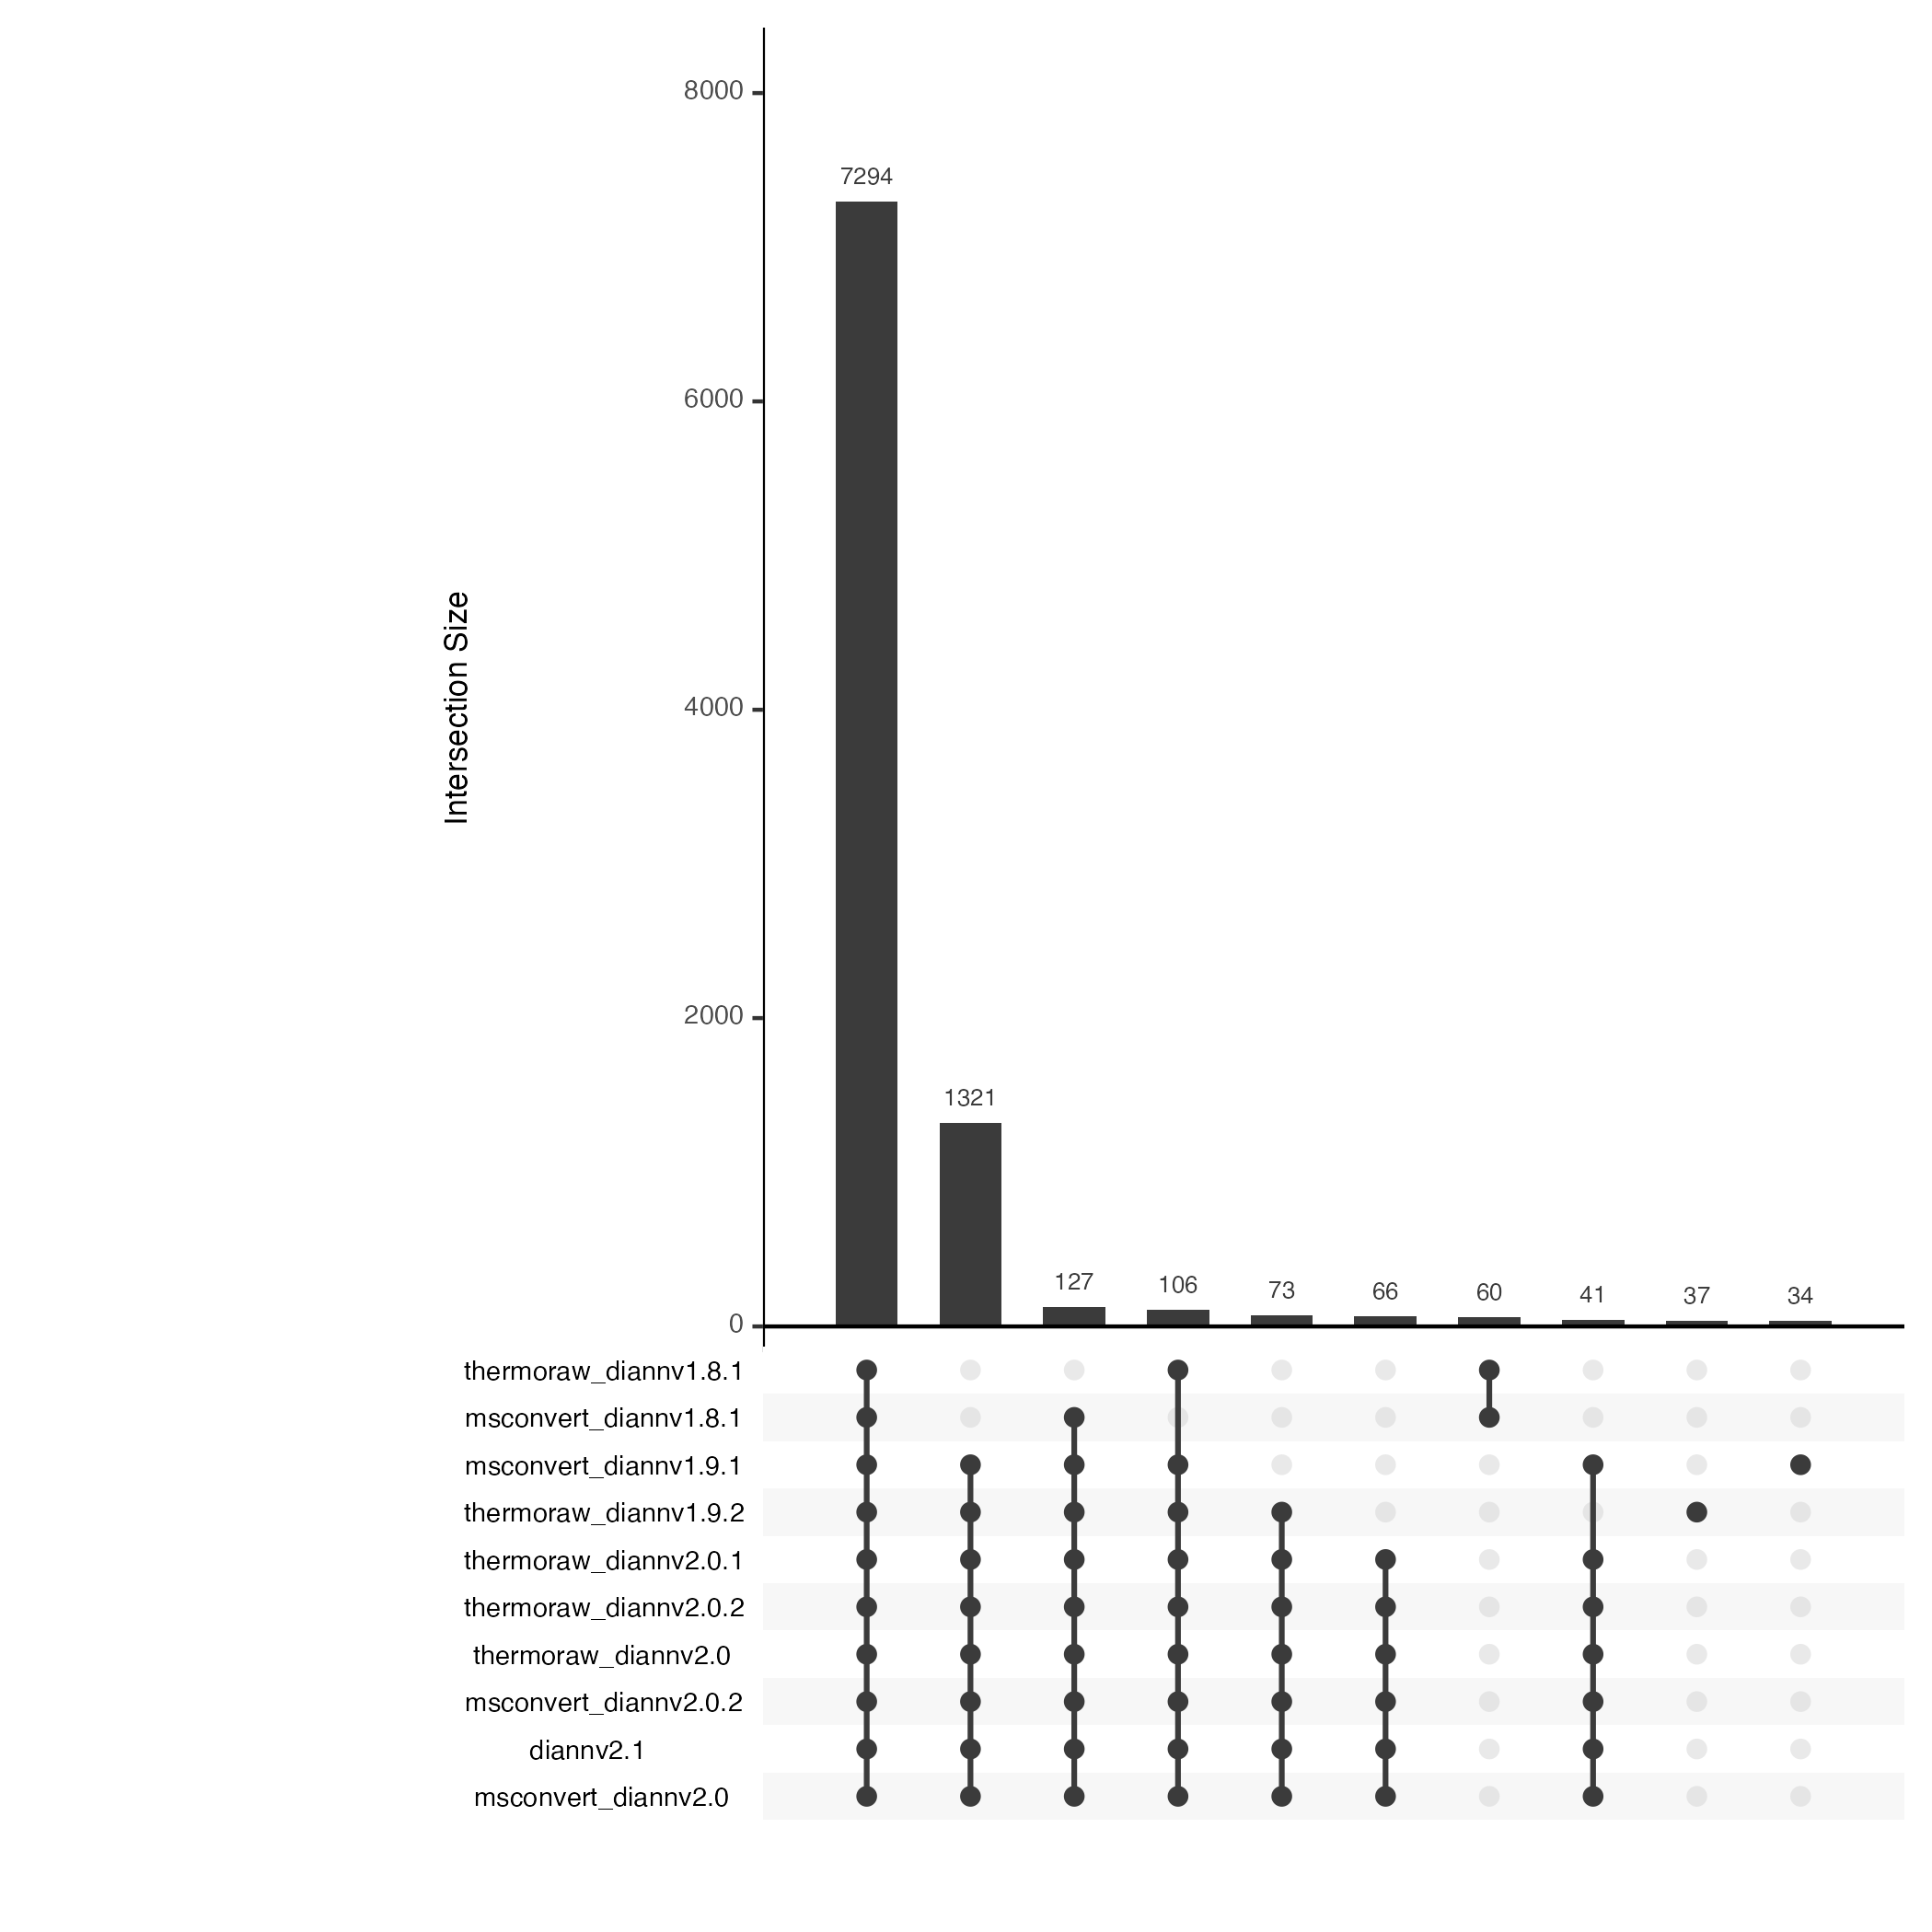 8000
7294
6000
Intersection Size
4000
2000
1321
127
106
73
66
60
41
37
34
0
thermoraw_diannv1.8.1
msconvert_diannv1.8.1
msconvert_diannv1.9.1
thermoraw_diannv1.9.2
thermoraw_diannv2.0.1
thermoraw_diannv2.0.2
thermoraw_diannv2.0
msconvert_diannv2.0.2
diannv2.1
msconvert_diannv2.0